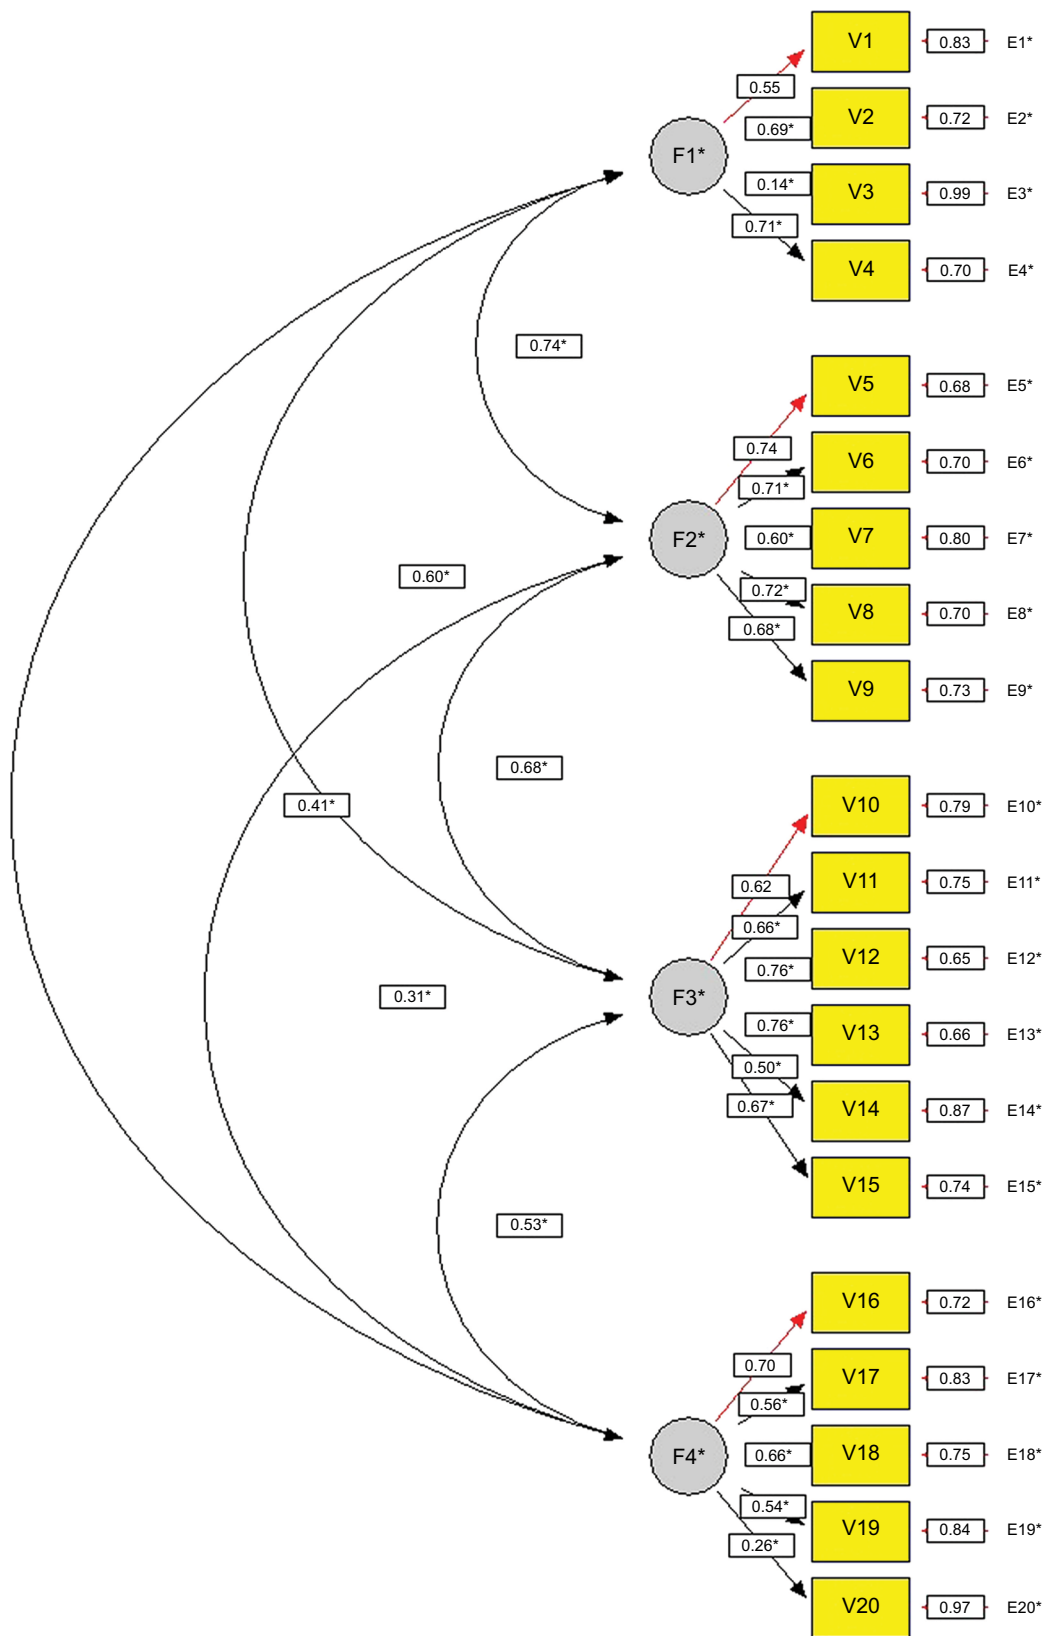 V1 0.83 E1*
0.55
V2 0.72 E2*
0.69*
F1*
0.14*
V3 0.99 E3*
0.71*
V4 0.70 E4*
0.74*
V5 0.68 E5*
0.74
V6 0.70 E6*
0.71*
F2*
0.60*
V7 0.80 E7*
0.60*
0.72*
V8 0.70 E8*
0.68*
V9 0.73 E9*
0.68*
0.41*
V10 0.79 E10*
0.62
V11 0.75 E11*
0.66*
V12 0.65 E12*
0.76*
F3*
0.31*
0.76*
V13 0.66 E13*
0.50*
0.67*
V14 0.87 E14*
V15 0.74 E15*
0.53*
V16 0.72 E16*
0.70
V17 0.83 E17*
0.56*
F4*
0.66*
V18 0.75 E18*
0.54*
V19 0.84 E19*
0.26*
V20 0.97 E20*